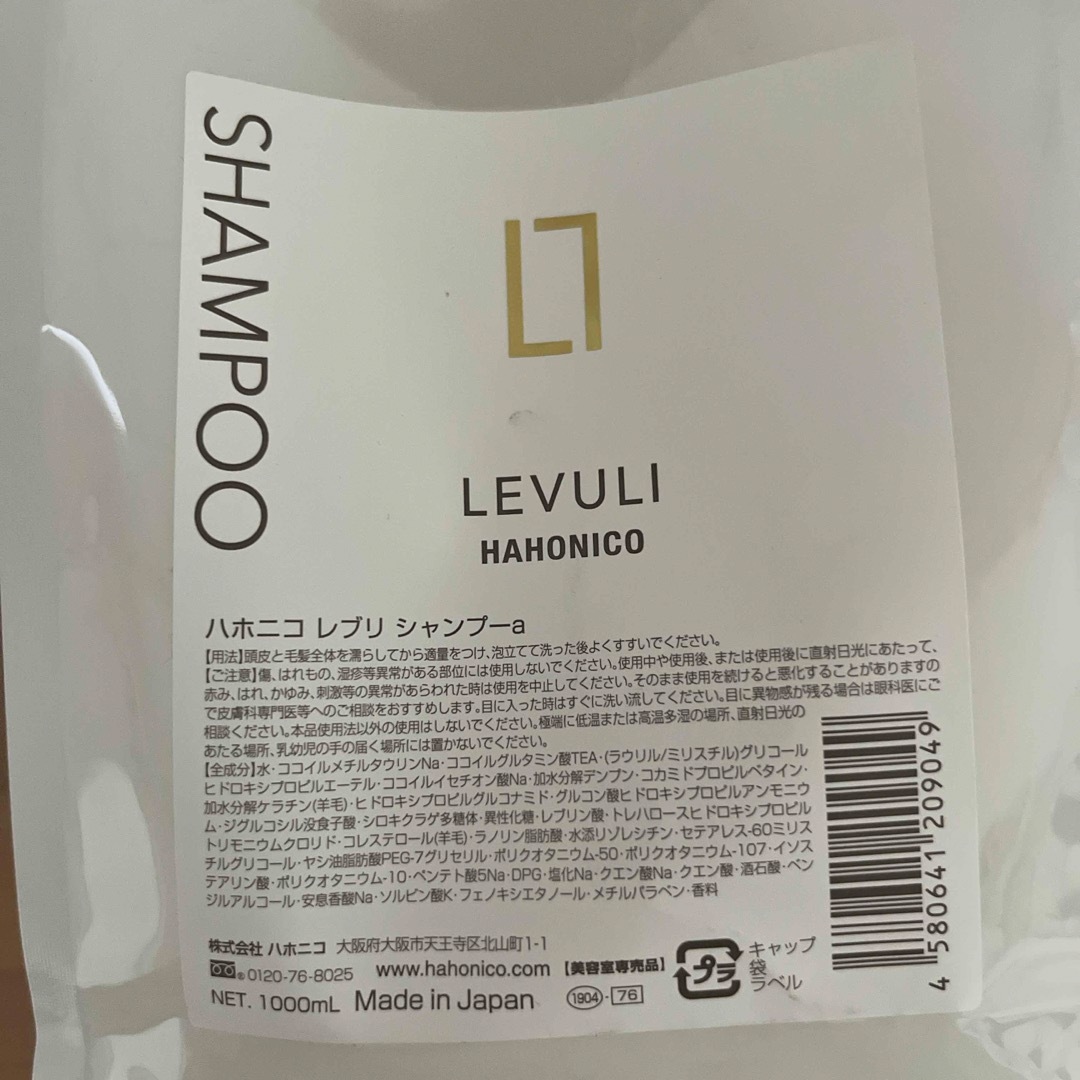 SHAMPOO
LEVULI
HAHONICO
ハホニコ レブリ シャンプーa
【用法】頭皮と毛髪全体を濡らしてから適量をつけ、泡立てて洗った後よくすすいでください。
【ご注意】傷、はれもの、湿疹等異常がある部位には使用しないでください。使用中や使用後、または使用後に直射日光にあたって、
赤み、はれ、かゆみ、刺激等の異常があらわれた時は使用を中止してください。そのまま使用を続けると悪化することがありますの
で皮膚科専門医等へのご相談をおすすめします。目に入った時はすぐに洗い流してください。目に異物感が残る場合は眼科医にご
相談ください。本品使用法以外の使用はしないでください。極端に低温または高温多湿の場所、直射日光の
あたる場所、乳幼児の手の届く場所には置かないでください。
【全成分】水・ココイルメチルタウリンNa・ココイルグルタミン酸TEA・(ラウリル/ミリスチル)グリコール
ヒドロキシプロピルエーテル・ココイルイセチオン酸Na・加水分解デンプン・コカミドプロピルベタイン・
加水分解ケラチン(羊毛)・ヒドロキシプロピルグルコナミド・グルコン酸ヒドロキシプロピルアンモニウ
ム・ジグルコシル没食子酸・シロキクラゲ多糖体・異性化糖・レブリン酸・トレハロースヒドロキシプロピル
トリモニウムクロリド・コレステロール(羊毛)・ラノリン脂肪酸・水添リゾレシチン・セテアレス-60ミリス
チルグリコール・ヤシ油脂肪酸PEG-7グリセリル・ポリクオタニウム-50・ポリクオタニウム-107・イソス
テアリン酸・ポリクオタニウム-10・ペンテト酸5Na・DPG・塩化Na・クエン酸Na・クエン酸・酒石酸・ベン
ジルアルコール・安息香酸Na・ソルビン酸K・フェノキシエタノール・メチルパラベン・香料
株式会社 ハホニコ 大阪府大阪市天王寺区北山町1-1
0120-76-8025 www.hahonico.com 【美容室専売品】
NET. 1000mL Made in Japan 1904・76
プラ
キャップ
袋
ラベル
4 580641 209049